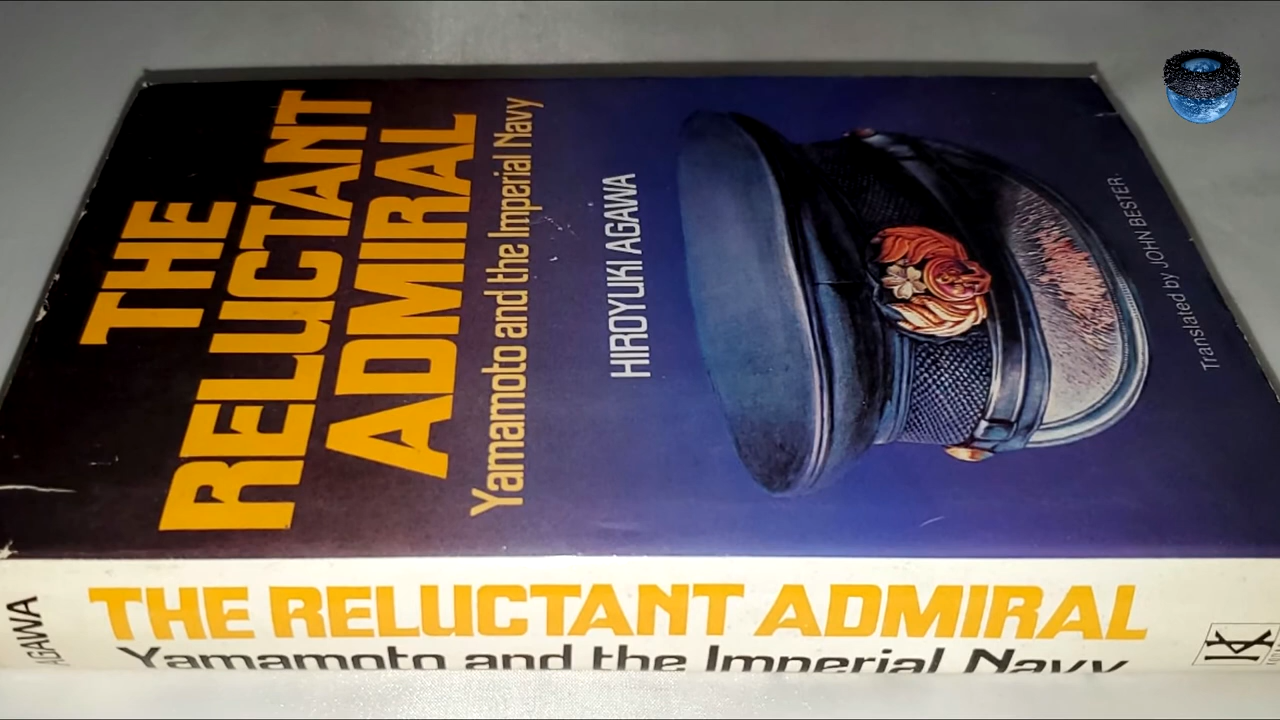 THE
RELUCTANT
ADMIRAL
Yamamoto and the Imperial Navy
HIROYUKI AGAWA
Translated by JOHN BESTER
AGAWA
THE RELUCTANT ADMIRAL
Yamamoto and the Imperial Navy